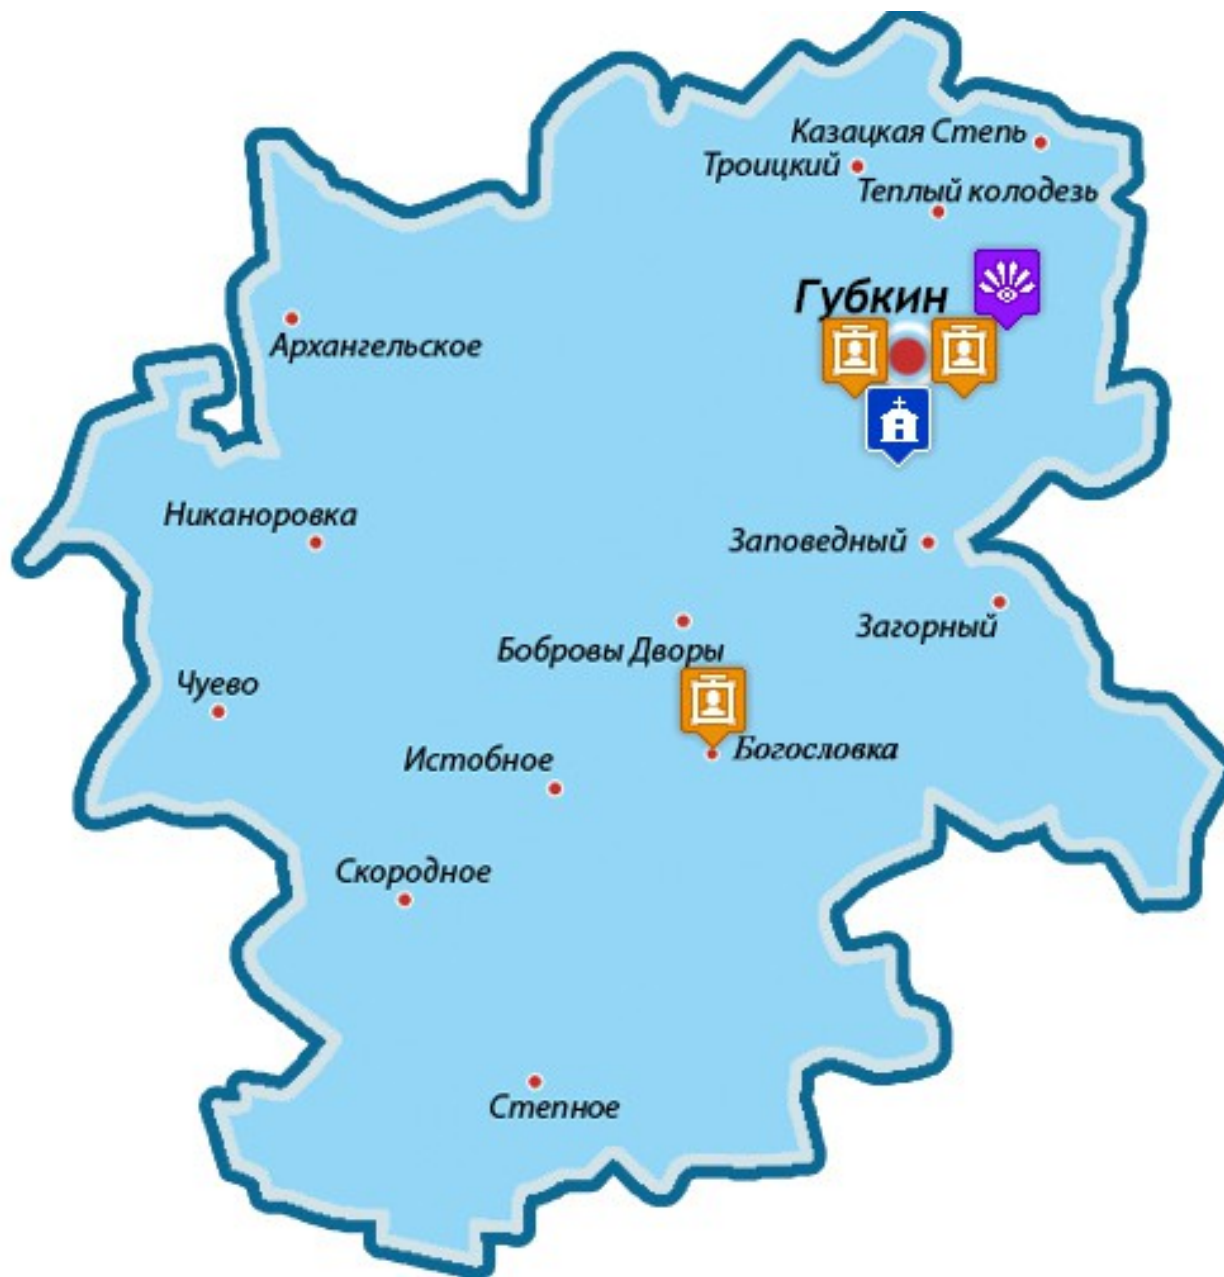 Казацкая Степь
Троицкий
Теплый колодезь
Губкин
Архангельское
Никаноровка
Заповедный
Загорный
Бобровы Дворы
Чуево
Богословка
Истобное
Скородное
Степное